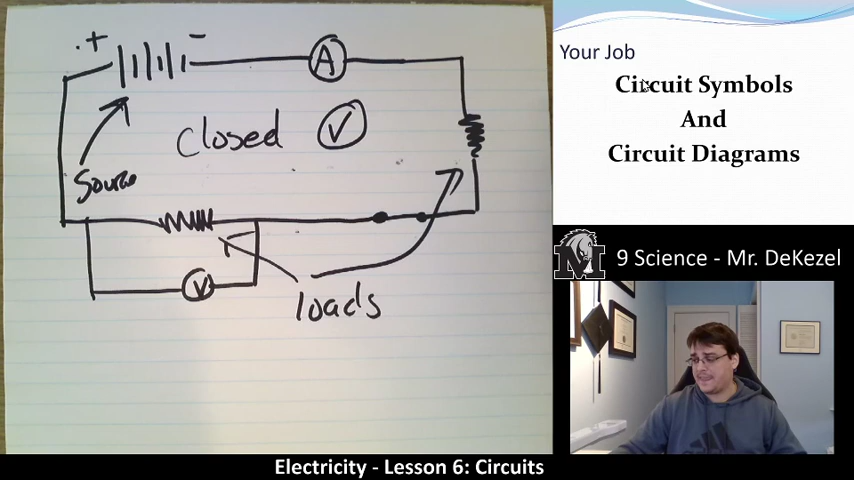 + -
A
Closed V
Source
V
loads
Your Job
Circuit Symbols
And
Circuit Diagrams
M 9 Science - Mr. DeKezel
Electricity - Lesson 6: Circuits